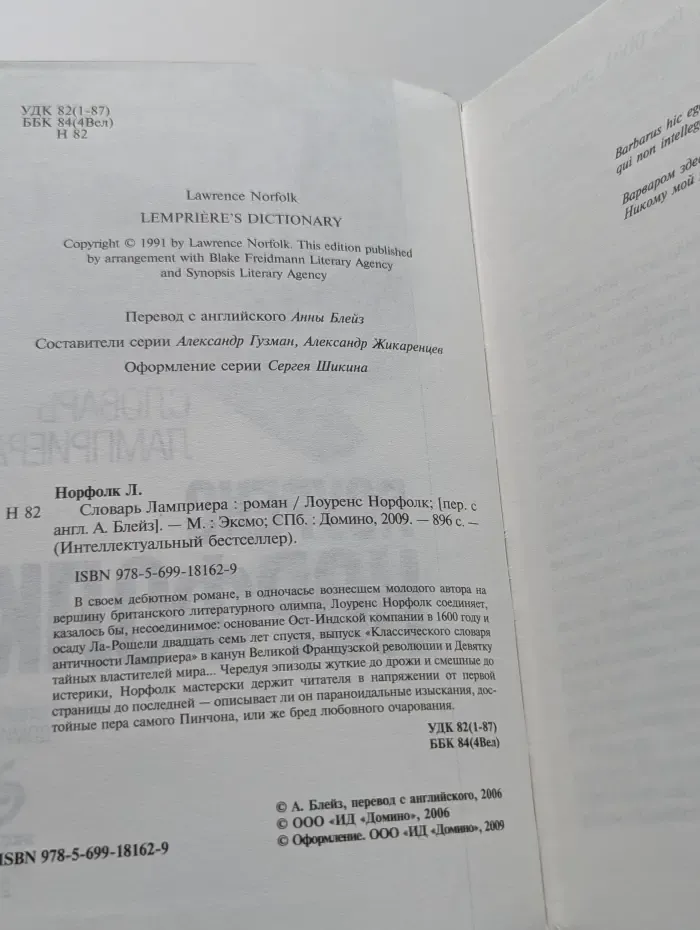 УДК 82(1-87)
ББК 84(4Вел)
Н 82
Lawrence Norfolk
LEMPRIÈRE'S DICTIONARY
Copyright © 1991 by Lawrence Norfolk. This edition published
by arrangement with Blake Freidmann Literary Agency
and Synopsis Literary Agency
Перевод с английского Анны Блейз
Составители серии Александр Гузман, Александр Жикаренцев
Оформление серии Сергея Шикина
Норфолк Л.
Н 82 Словарь Ламприера : роман / Лоуренс Норфолк; [пер. с
англ. А. Блейз]. — М. : Эксмо; СПб. : Домино, 2009. — 896 с. —
(Интеллектуальный бестселлер).
ISBN 978-5-699-18162-9
В своем дебютном романе, в одночасье вознесшем молодого автора на
вершину британского литературного олимпа, Лоуренс Норфолк соединяет,
казалось бы, несоединимое: основание Ост-Индской компании в 1600 году и
осаду Ла-Рошели двадцать семь лет спустя, выпуск «Классического словаря
античности Ламприера» в канун Великой Французской революции и Девятку
тайных властителей мира... Чередуя эпизоды жуткие до дрожи и смешные до
истерики, Норфолк мастерски держит читателя в напряжении от первой
страницы до последней — описывает ли он параноидальные изыскания, дос-
тойные пера самого Пинчона, или же бред любовного очарования.
УДК 82(1-87)
ББК 84(4Вел)
© А. Блейз, перевод с английского, 2006
© ООО «ИД «Домино», 2006
© Оформление. ООО «ИД «Домино», 2009
ISBN 978-5-699-18162-9
Barbarus hic
qui non
Варваром
Никому мой